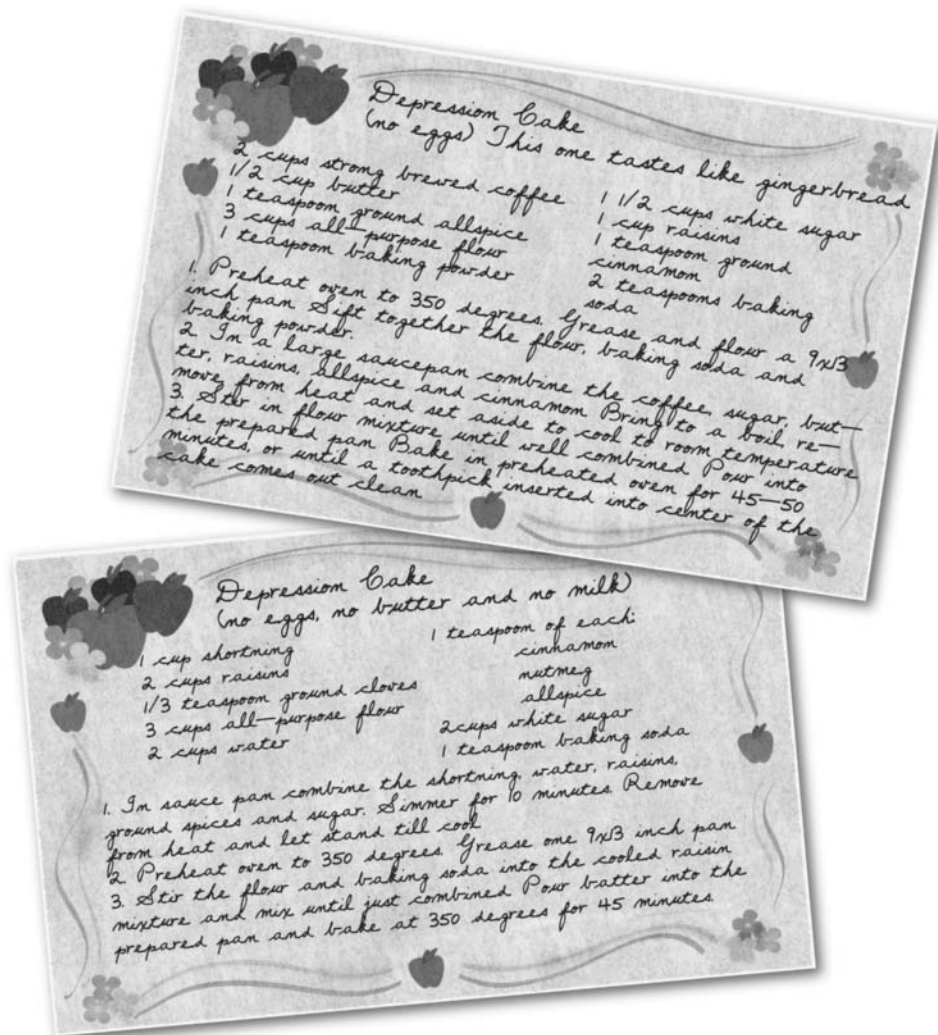 Depression Cake
(no eggs) This one tastes like gingerbread
2 cups strong brewed coffee
1/2 cup butter
1 teaspoon ground allspice
3 cups all-purpose flour
1 teaspoon baking powder
1 1/2 cups white sugar
1 cup raisins
1 teaspoon ground
cinnamon
2 teaspoons baking
soda
1. Preheat oven to 350 degrees. Grease and flour a 9x13
inch pan Sift together the flour, baking soda and
baking powder.
2. In a large saucepan combine the coffee, sugar, but-
ter, raisins, allspice and cinnamon Bring to a boil, re-
move from heat and set aside to cool to room temperature
3. Stir in flour mixture until well combined Pour into
the prepared pan Bake in preheated oven for 45-50
minutes, or until a toothpick inserted into center of the
cake comes out clean
Depression Cake
(no eggs, no butter and no milk)
1 cup shortning
2 cups raisins
1/3 teaspoon ground cloves
3 cups all-purpose flour
2 cups water
1 teaspoon of each:
cinnamon
nutmeg
allspice
2cups white sugar
1 teaspoon baking soda
1. In sauce pan combine the shortning, water, raisins,
ground spices and sugar. Simmer for 10 minutes. Remove
from heat and let stand till cool
2. Preheat oven to 350 degrees. Grease one 9x13 inch pan
3. Stir the flour and baking soda into the cooled raisin
mixture and mix until just combined Pour batter into the
prepared pan and bake at 350 degrees for 45 minutes.